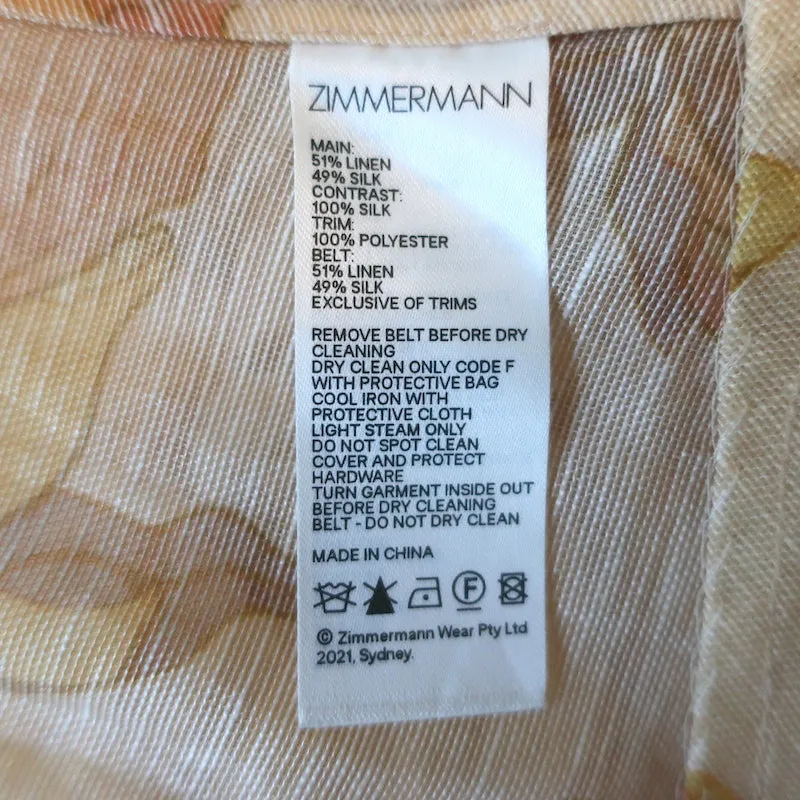 ZIMMERMANN
MAIN:
51% LINEN
49% SILK
CONTRAST:
100% SILK
TRIM:
100% POLYESTER
BELT:
51% LINEN
49% SILK
EXCLUSIVE OF TRIMS
REMOVE BELT BEFORE DRY
CLEANING
DRY CLEAN ONLY CODE F
WITH PROTECTIVE BAG
COOL IRON WITH
PROTECTIVE CLOTH
LIGHT STEAM ONLY
DO NOT SPOT CLEAN
COVER AND PROTECT
HARDWARE
TURN GARMENT INSIDE OUT
BEFORE DRY CLEANING
BELT - DO NOT DRY CLEAN
MADE IN CHINA
F
© Zimmermann Wear Pty Ltd
2021, Sydney.